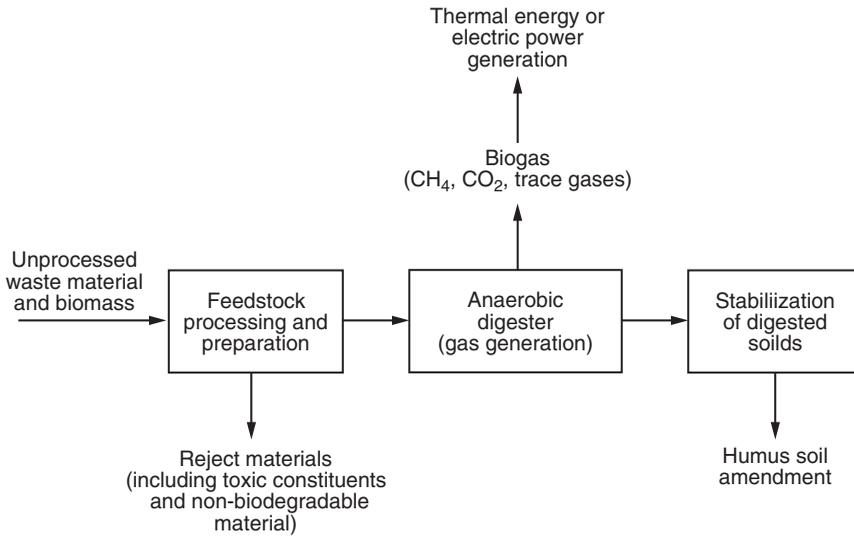 Thermal energy or
electric power
generation
Biogas
(CH₄, CO₂, trace gases)
Unprocessed
waste material
and biomass
Feedstock
processing and
preparation
Anaerobic
digester
(gas generation)
Stabiliization
of digested
soilds
Reject materials
(including toxic constituents
and non-biodegradable
material)
Humus soil
amendment